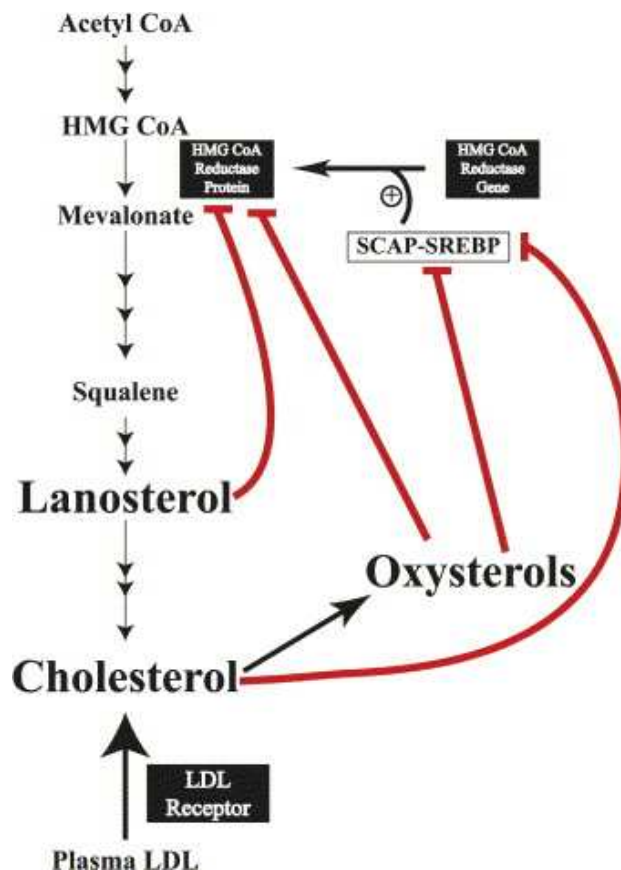 Acetyl CoA
HMG CoA
HMG CoA
Reductase
Protein
HMG CoA
Reductase
Gene
+
Mevalonate
SCAP-SREBP
Squalene
Lanosterol
Oxysterols
Cholesterol
LDL
Receptor
Plasma LDL